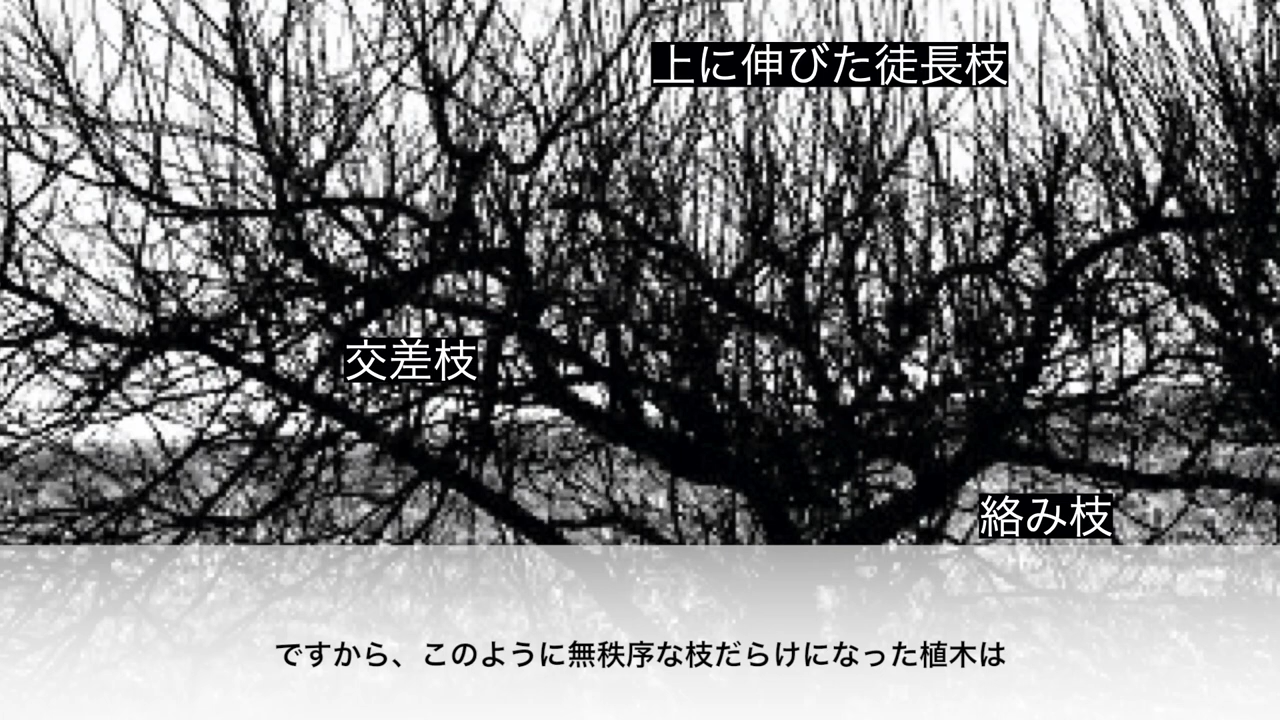 上に伸びた徒長枝
交差枝
絡み枝
ですから、このように無秩序な枝だらけになった植木は